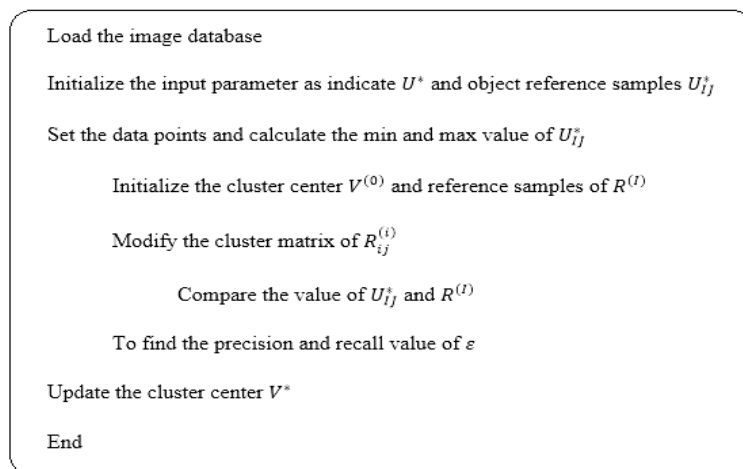 Load the image database
Initialize the input parameter as indicate U* and object reference samples U*_{IJ}
Set the data points and calculate the min and max value of U*_{IJ}
Initialize the cluster center V^{(0)} and reference samples of R^{(I)}
Modify the cluster matrix of R_{ij}^{(i)}
Compare the value of U*_{IJ} and R^{(I)}
To find the precision and recall value of ε
Update the cluster center V*
End